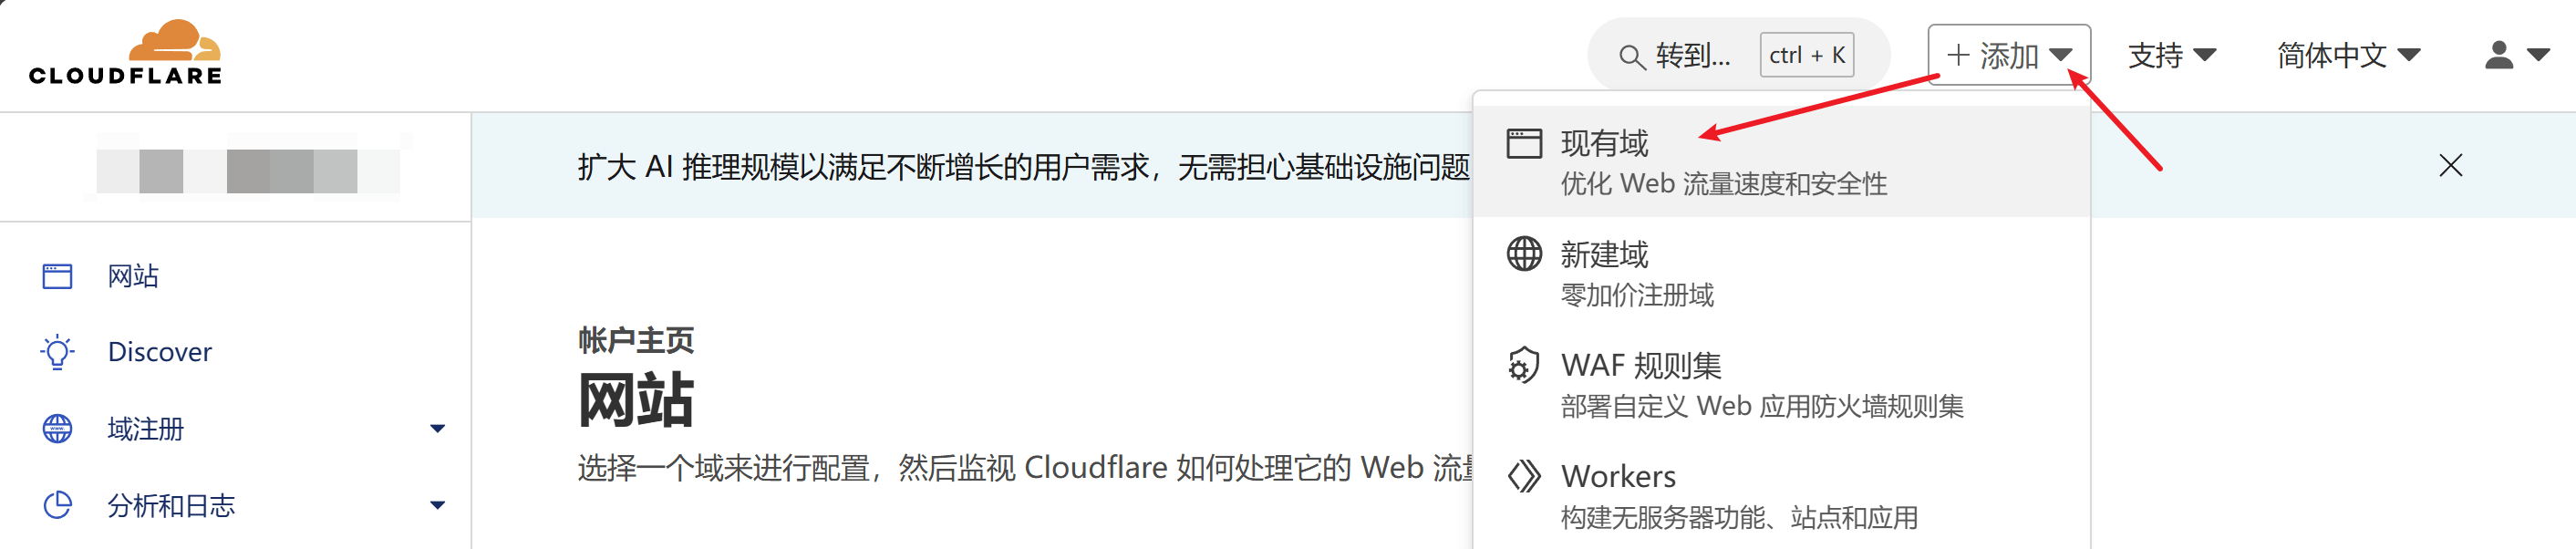 CLOUDFLARE
转到...
ctrl + K
添加
支持
简体中文
扩大 AI 推理规模以满足不断增长的用户需求，无需担心基础设施问题
现有域
优化 Web 流量速度和安全性
新建域
零加价注册域
WAF 规则集
部署自定义 Web 应用防火墙规则集
Workers
构建无服务器功能、站点和应用
网站
Discover
域注册
分析和日志
帐户主页
网站
选择一个域来进行配置，然后监视 Cloudflare 如何处理它的 Web 流